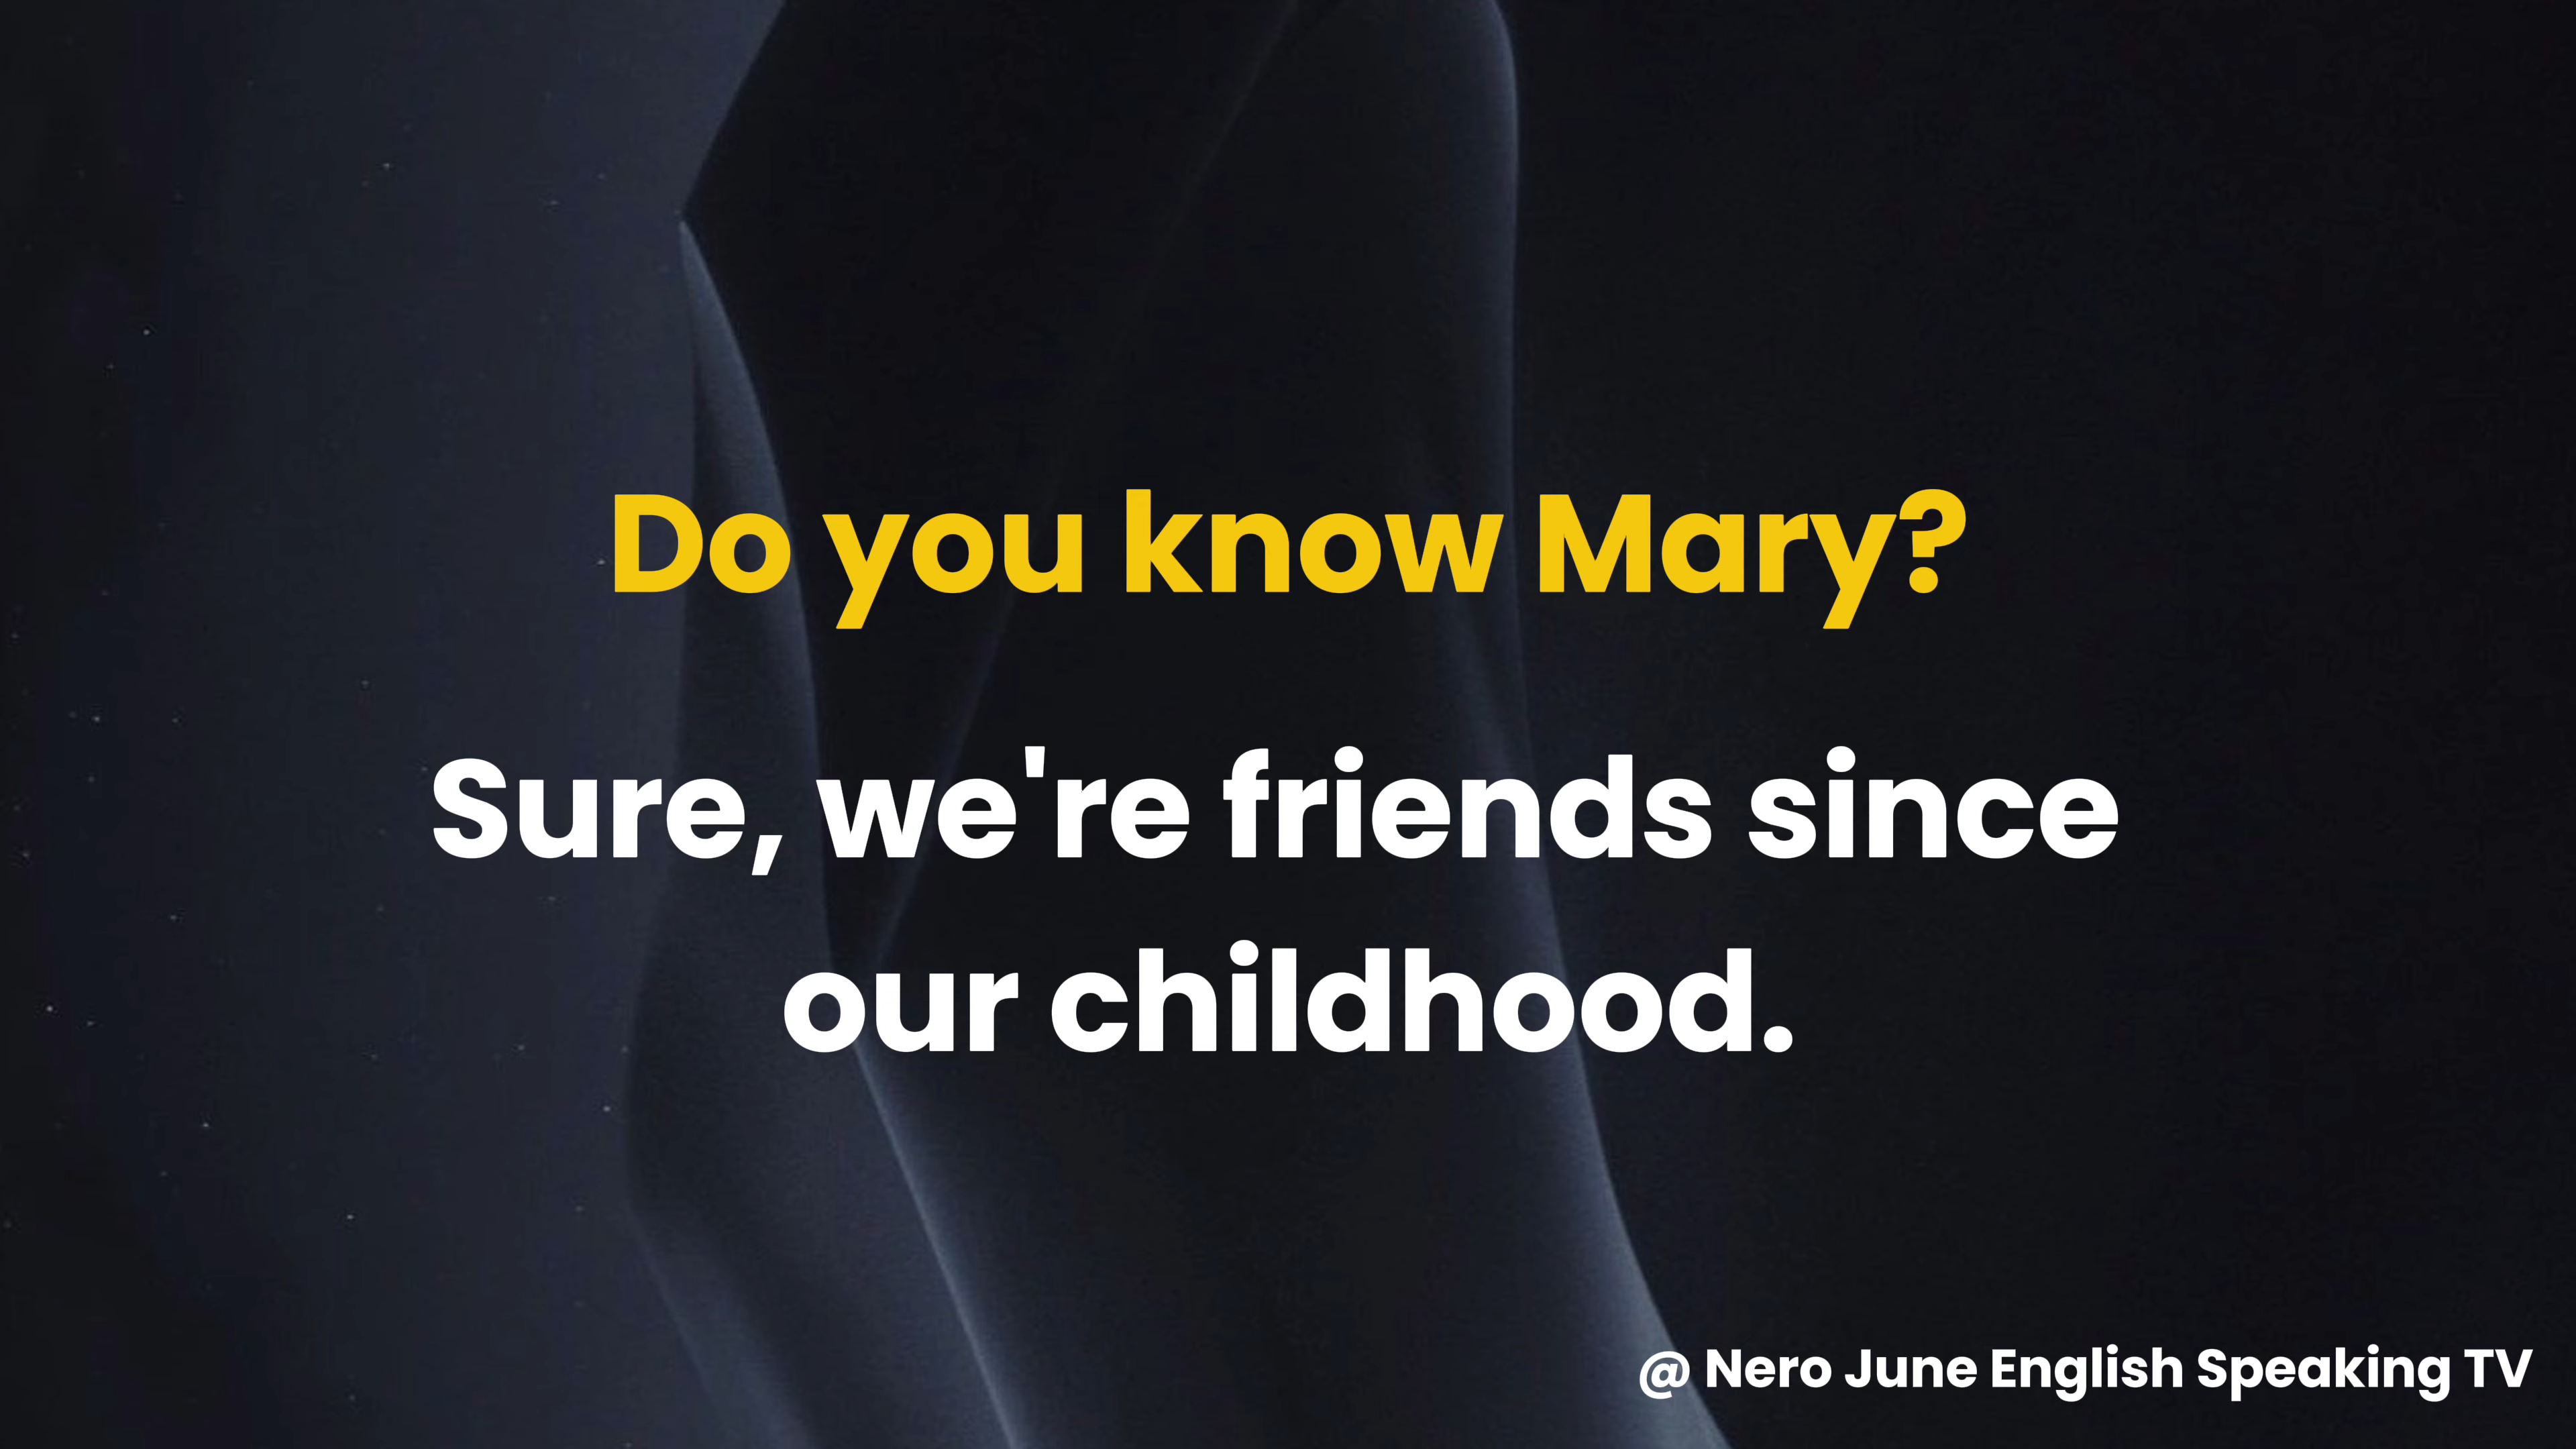 Do you know Mary?
Sure, we're friends since
our childhood.
@ Nero June English Speaking TV